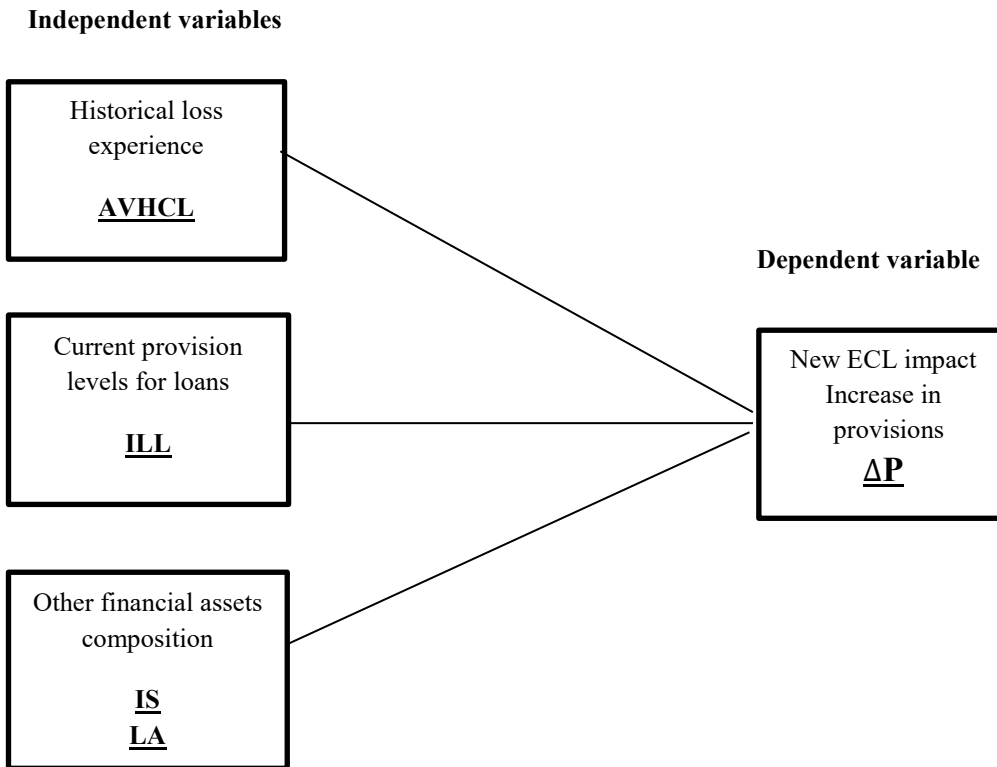 Independent variables
Historical loss
experience
AVHCL
Current provision
levels for loans
ILL
Other financial assets
composition
IS
LA
Dependent variable
New ECL impact
Increase in
provisions
ΔP